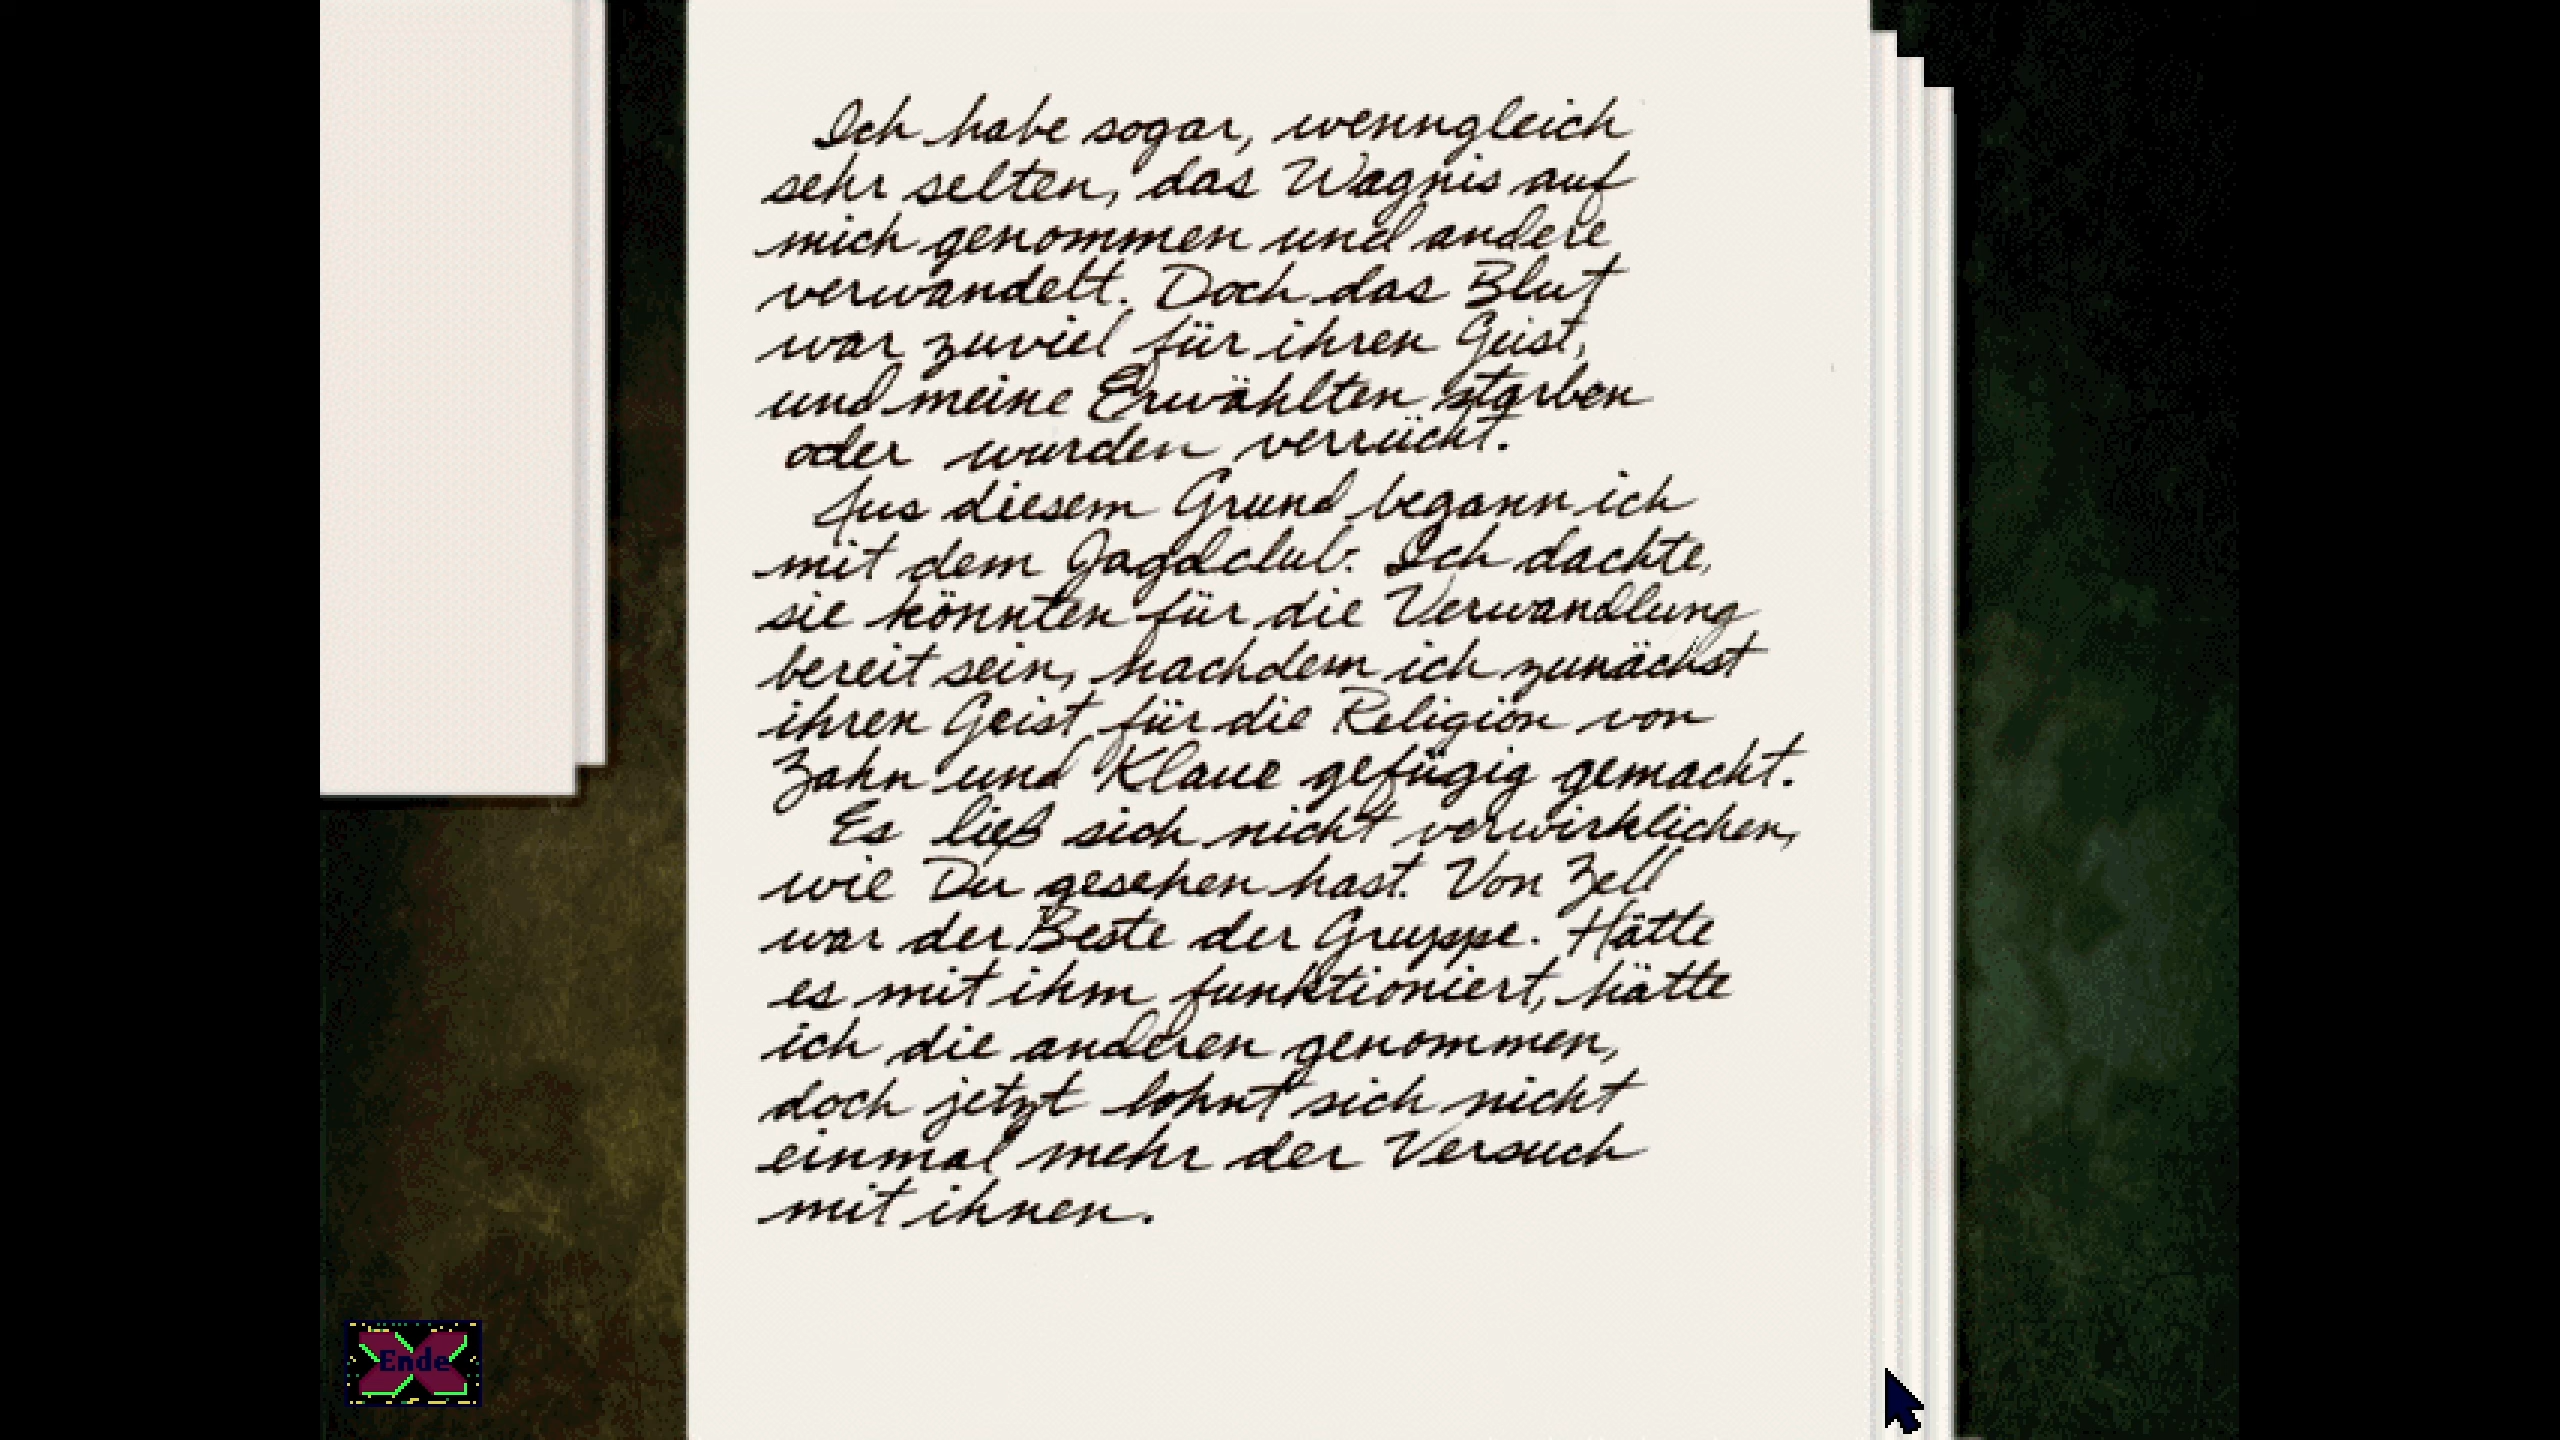 Ich habe sogar, wenngleich
sehr selten, das Wagnis auf
mich genommen und andere
verwandelt. Doch das Blut
war zuviel für ihren Geist,
und meine Erwählten starben
oder wurden verrückt.
Aus diesem Grund begann ich
mit dem Jagdclub. Ich dachte,
sie könnten für die Verwandlung
bereit sein, nachdem ich zunächst
ihren Geist für die Religion von
Zahn und Klaue gefügig gemacht.
Es ließ sich nicht verwirklichen,
wie Du gesehen hast. Von Zell
war der Beste der Gruppe. Hätte
es mit ihm funktioniert, hätte
ich die anderen genommen,
doch jetzt lohnt sich nicht
einmal mehr der Versuch
mit ihnen.
Ende